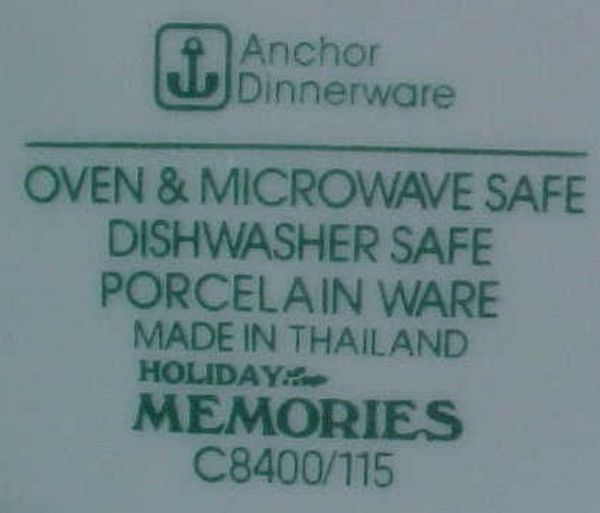 Anchor
Dinnerware
OVEN & MICROWAVE SAFE
DISHWASHER SAFE
PORCELAIN WARE
MADE IN THAILAND
HOLIDAY
MEMORIES
C8400/115